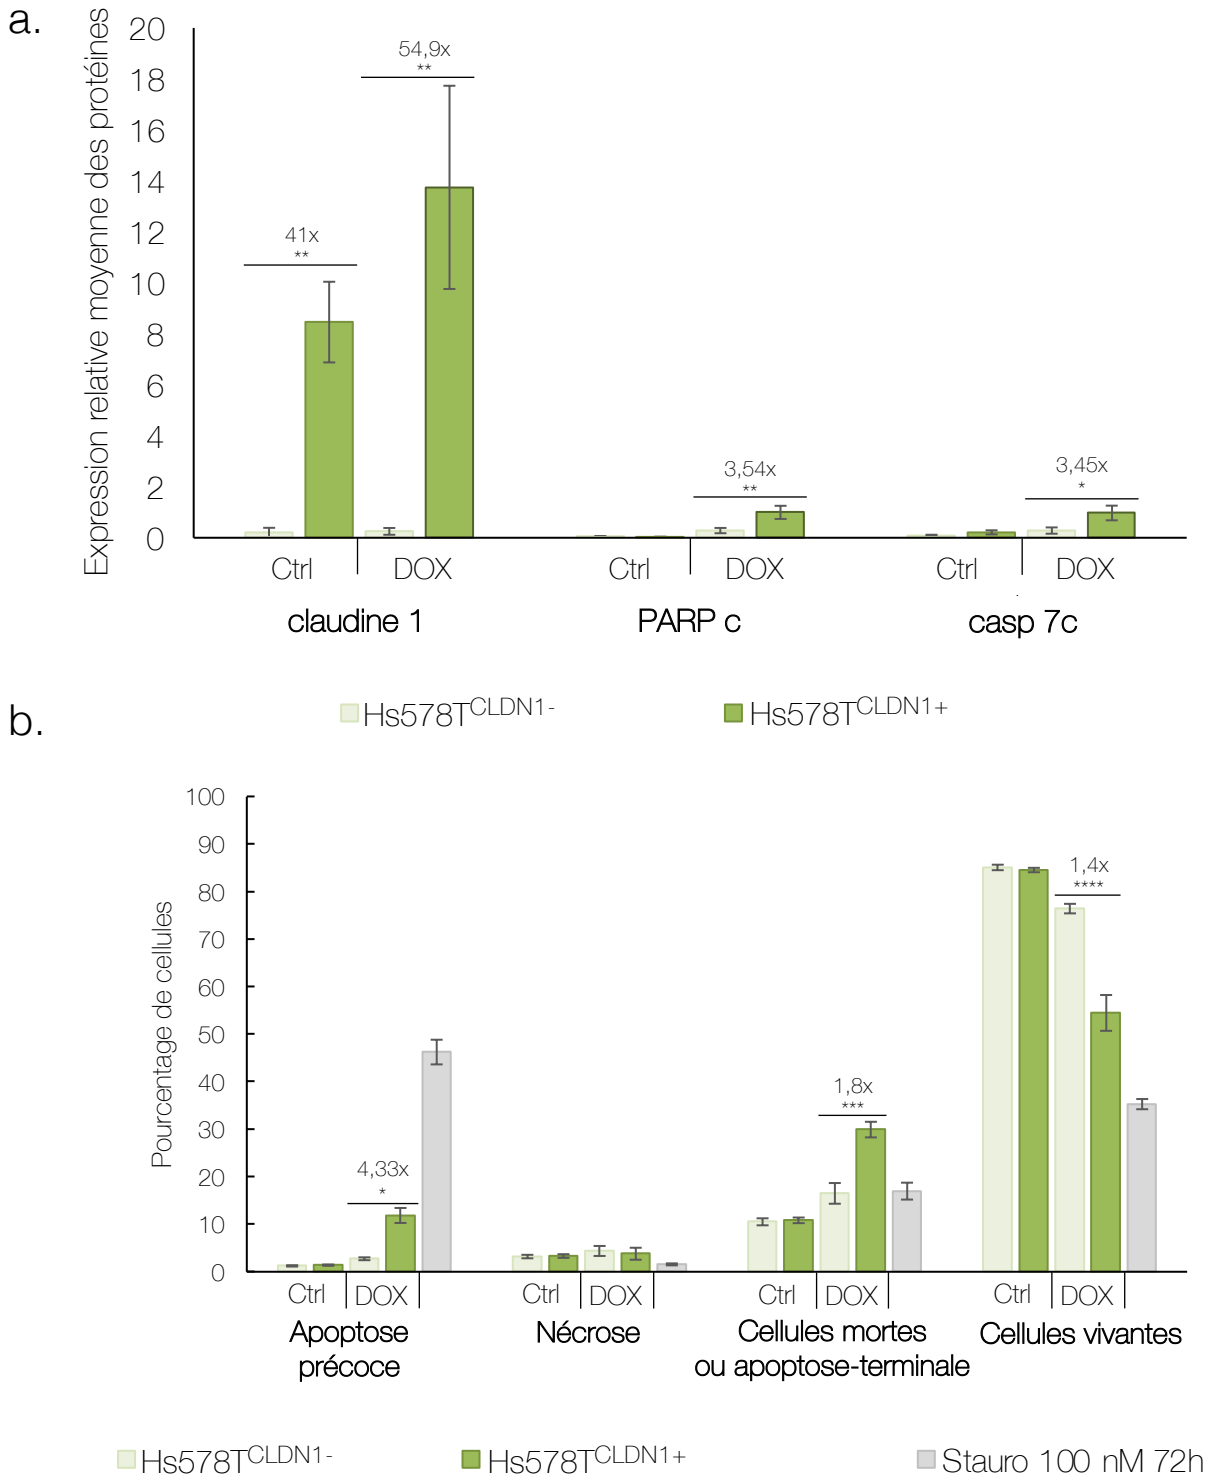 a.
Expression relative moyenne des protéines
20
18
16
14
12
10
8
6
4
2
0
41x
**
54,9x
**
3,54x
**
3,45x
*
Ctrl DOX Ctrl DOX Ctrl DOX
claudine 1 PARP c casp 7c
Hs578TCLDN1- Hs578TCLDN1+
b.
Pourcentage de cellules
100
90
80
70
60
50
40
30
20
10
0
4,33x
*
1,8x
***
1,4x
****
Ctrl DOX Ctrl DOX Ctrl DOX Ctrl DOX
Apoptose
précoce
Nécrose
Cellules mortes
ou apoptose-terminale
Cellules vivantes
Hs578TCLDN1- Hs578TCLDN1+ Stauro 100 nM 72h